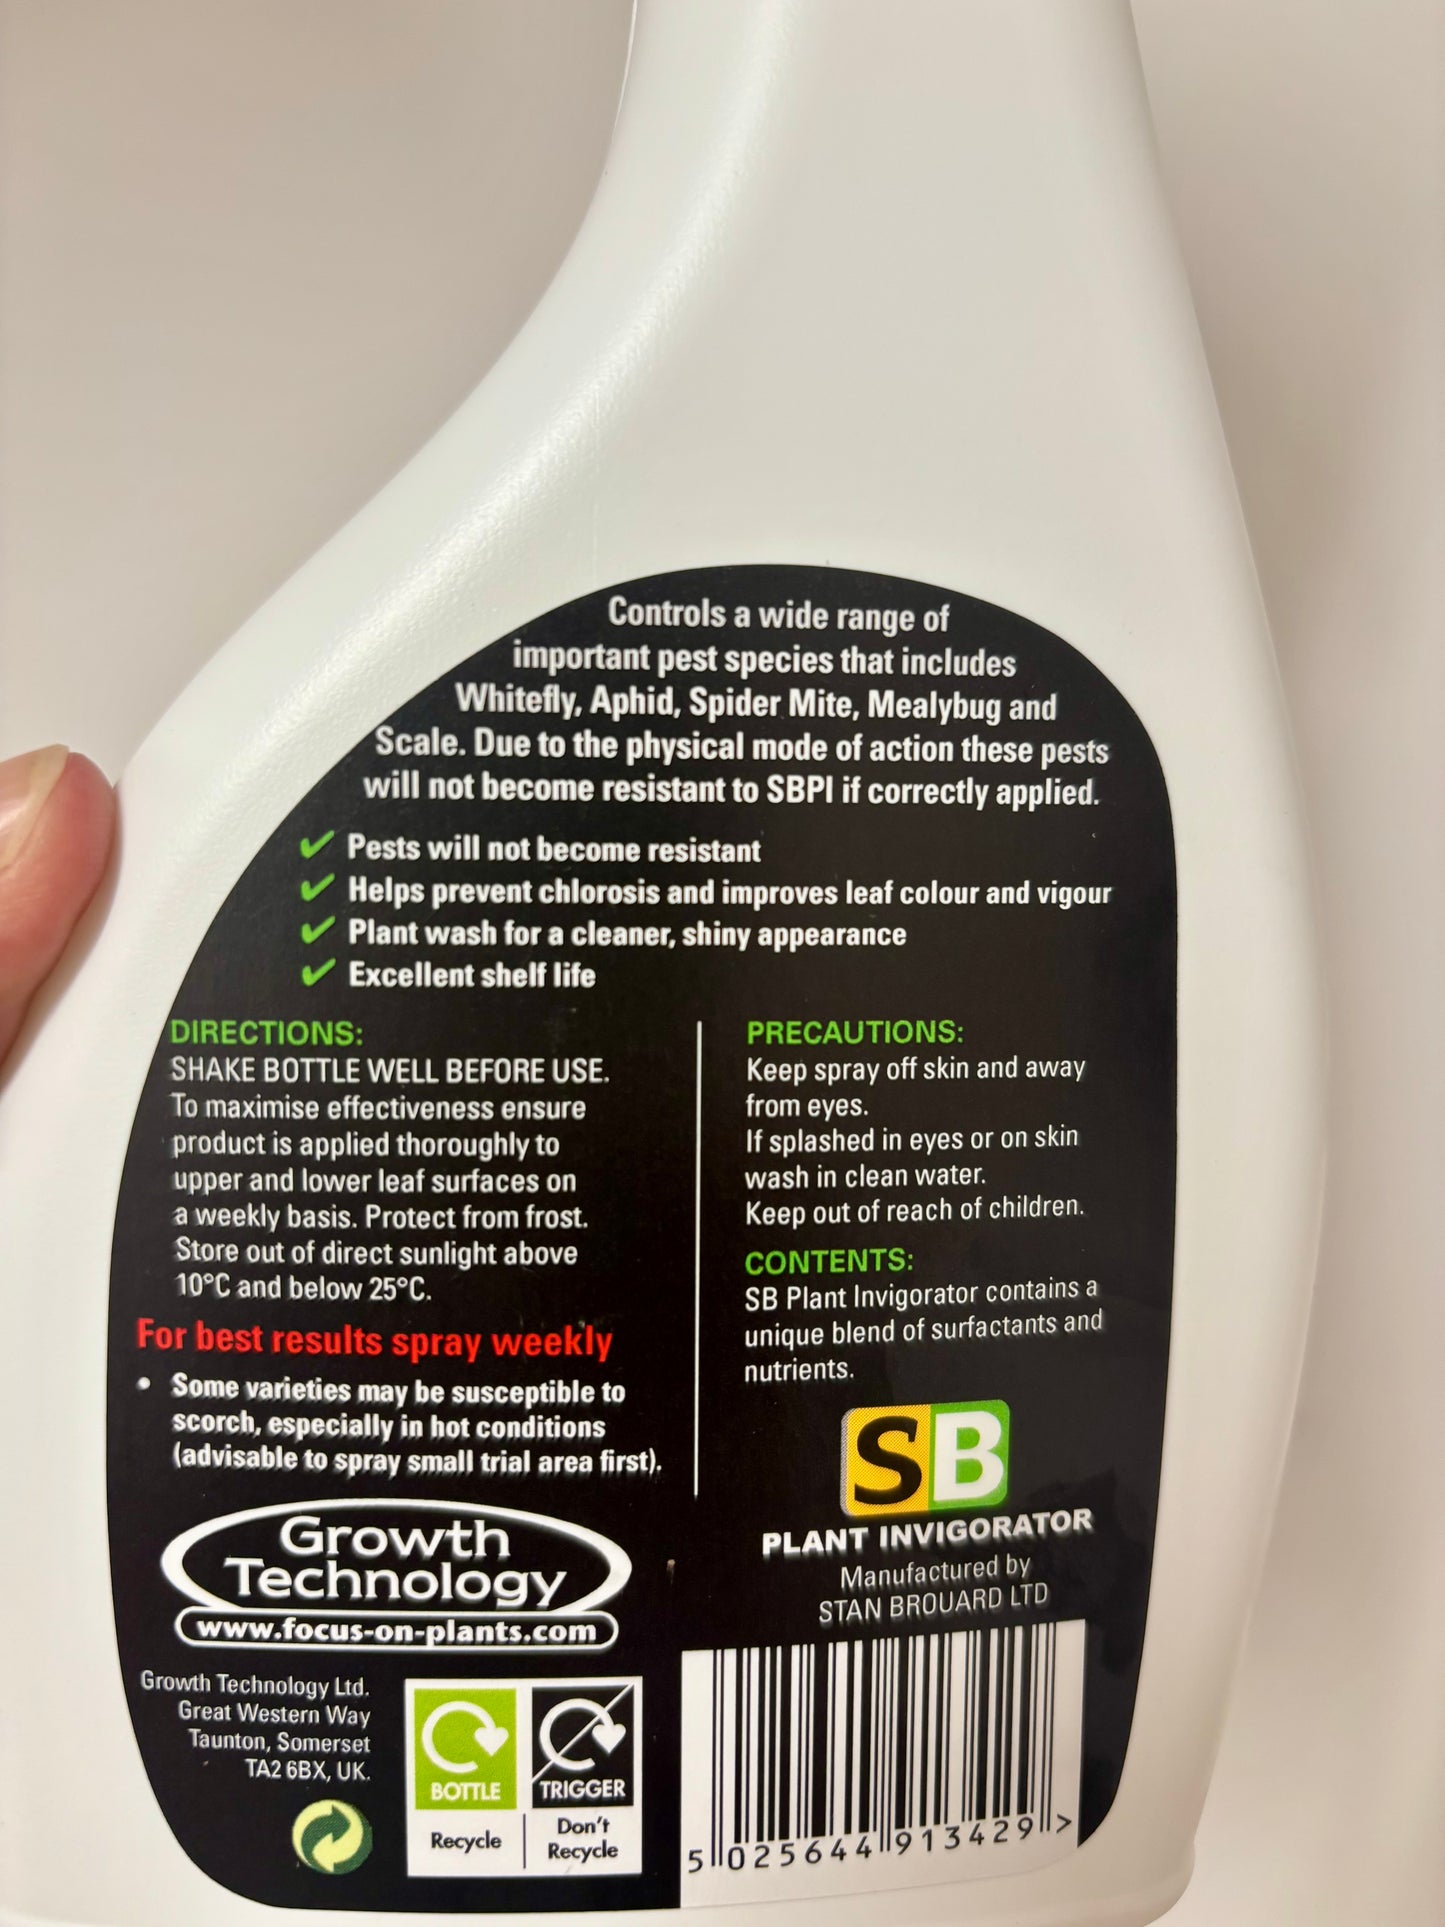 Controls a wide range of
important pest species that includes
Whitefly, Aphid, Spider Mite, Mealybug and
Scale. Due to the physical mode of action these pests
will not become resistant to SBPI if correctly applied.
✔ Pests will not become resistant
✔ Helps prevent chlorosis and improves leaf colour and vigour
✔ Plant wash for a cleaner, shiny appearance
✔ Excellent shelf life
DIRECTIONS:
SHAKE BOTTLE WELL BEFORE USE.
To maximise effectiveness ensure
product is applied thoroughly to
upper and lower leaf surfaces on
a weekly basis. Protect from frost.
Store out of direct sunlight above
10°C and below 25°C.
For best results spray weekly
• Some varieties may be susceptible to
scorch, especially in hot conditions
(advisable to spray small trial area first).
PRECAUTIONS:
Keep spray off skin and away
from eyes.
If splashed in eyes or on skin
wash in clean water.
Keep out of reach of children.
CONTENTS:
SB Plant Invigorator contains a
unique blend of surfactants and
nutrients.
SB
PLANT INVIGORATOR
Manufactured by
STAN BROUARD LTD
Growth
Technology
www.focus-on-plants.com
Growth Technology Ltd.
Great Western Way
Taunton, Somerset
TA2 6BX, UK.
BOTTLE
Recycle
TRIGGER
Don't
Recycle
5 025644 913429 >